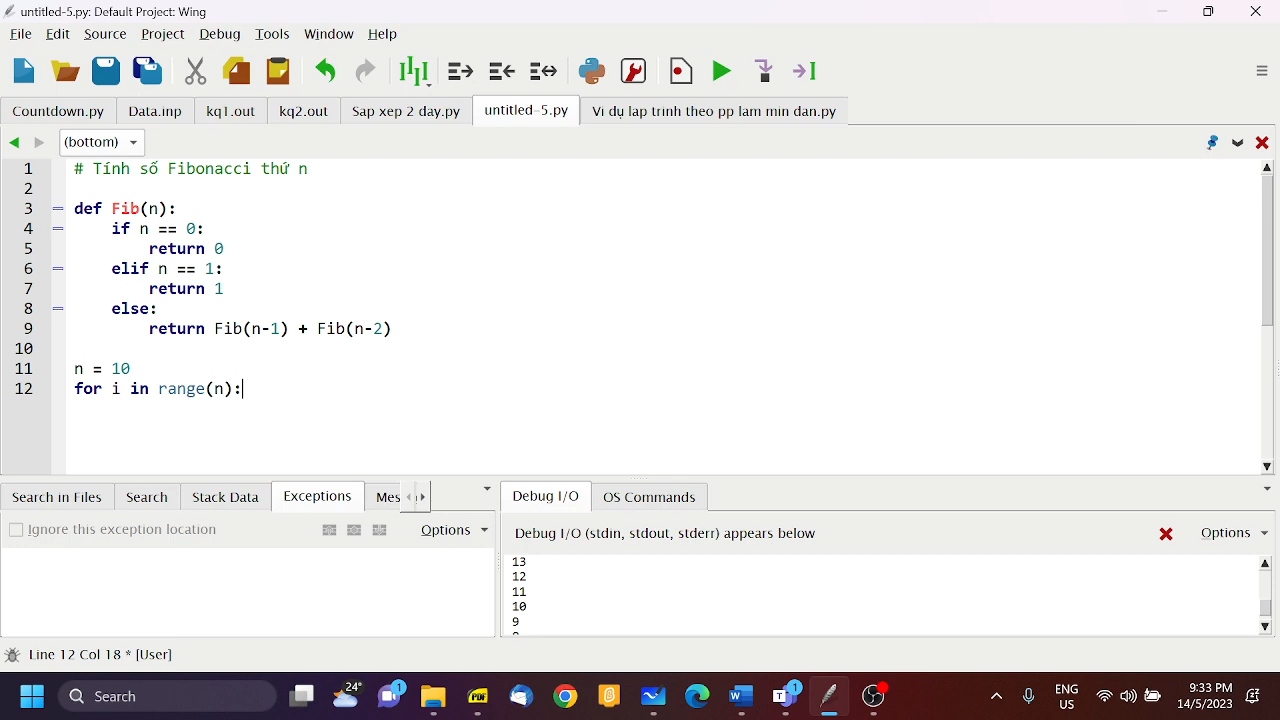 untitled-5.py: Default Project: Wing
File Edit Source Project Debug Tools Window Help
Countdown.py Data.inp kq1.out kq2.out Sap xep 2 day.py untitled-5.py Vi dụ lap trinh theo pp lam min dan.py
(bottom)
1 # Tính số Fibonacci thứ n
2
3 def Fib(n):
4 if n == 0:
5 return 0
6 elif n == 1:
7 return 1
8 else:
9 return Fib(n-1) + Fib(n-2)
10
11 n = 10
12 for i in range(n):
Search in Files Search Stack Data Exceptions Mes Debug I/O OS Commands
Ignore this exception location Options Debug I/O (stdin, stdout, stderr) appears below Options
13
12
11
10
9
Line 12 Col 18 * [User]
Search 24° 1 PDF 1 ENG US 9:33 PM 14/5/2023